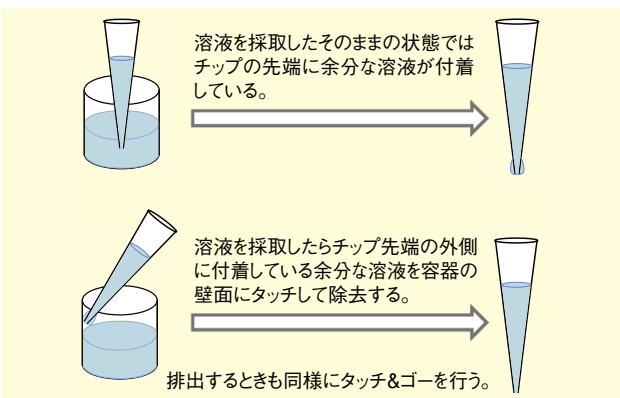 溶液を採取したそのままの状態では
チップの先端に余分な溶液が付着
している。
溶液を採取したらチップ先端の外側
に付着している余分な溶液を容器の
壁面にタッチして除去する。
排出するときも同様にタッチ&ゴーを行う。